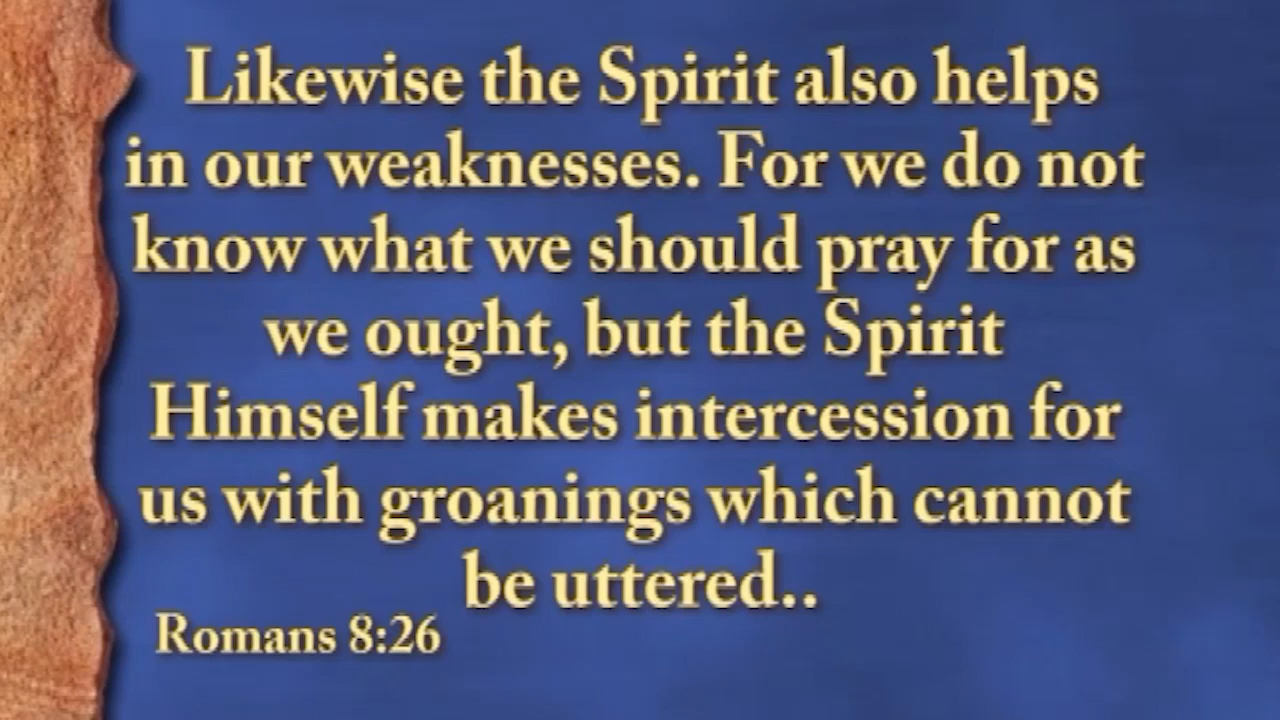 Likewise the Spirit also helps
in our weaknesses. For we do not
know what we should pray for as
we ought, but the Spirit
Himself makes intercession for
us with groanings which cannot
be uttered..
Romans 8:26